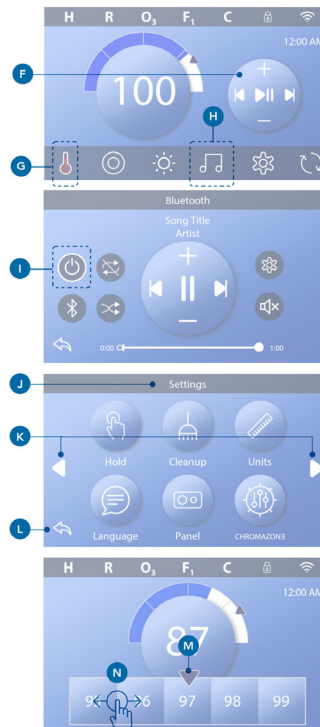 H R O₃ F₁ C
12:00 AM
F
100
H
G
Bluetooth
Song Title
Artist
I
0:00
1:00
J
Settings
K
Hold
Cleanup
Units
L
Language
Panel
CHROMAZON3
H R O₃ F₁ C
12:00 AM
87
M
N
96
97
98
99